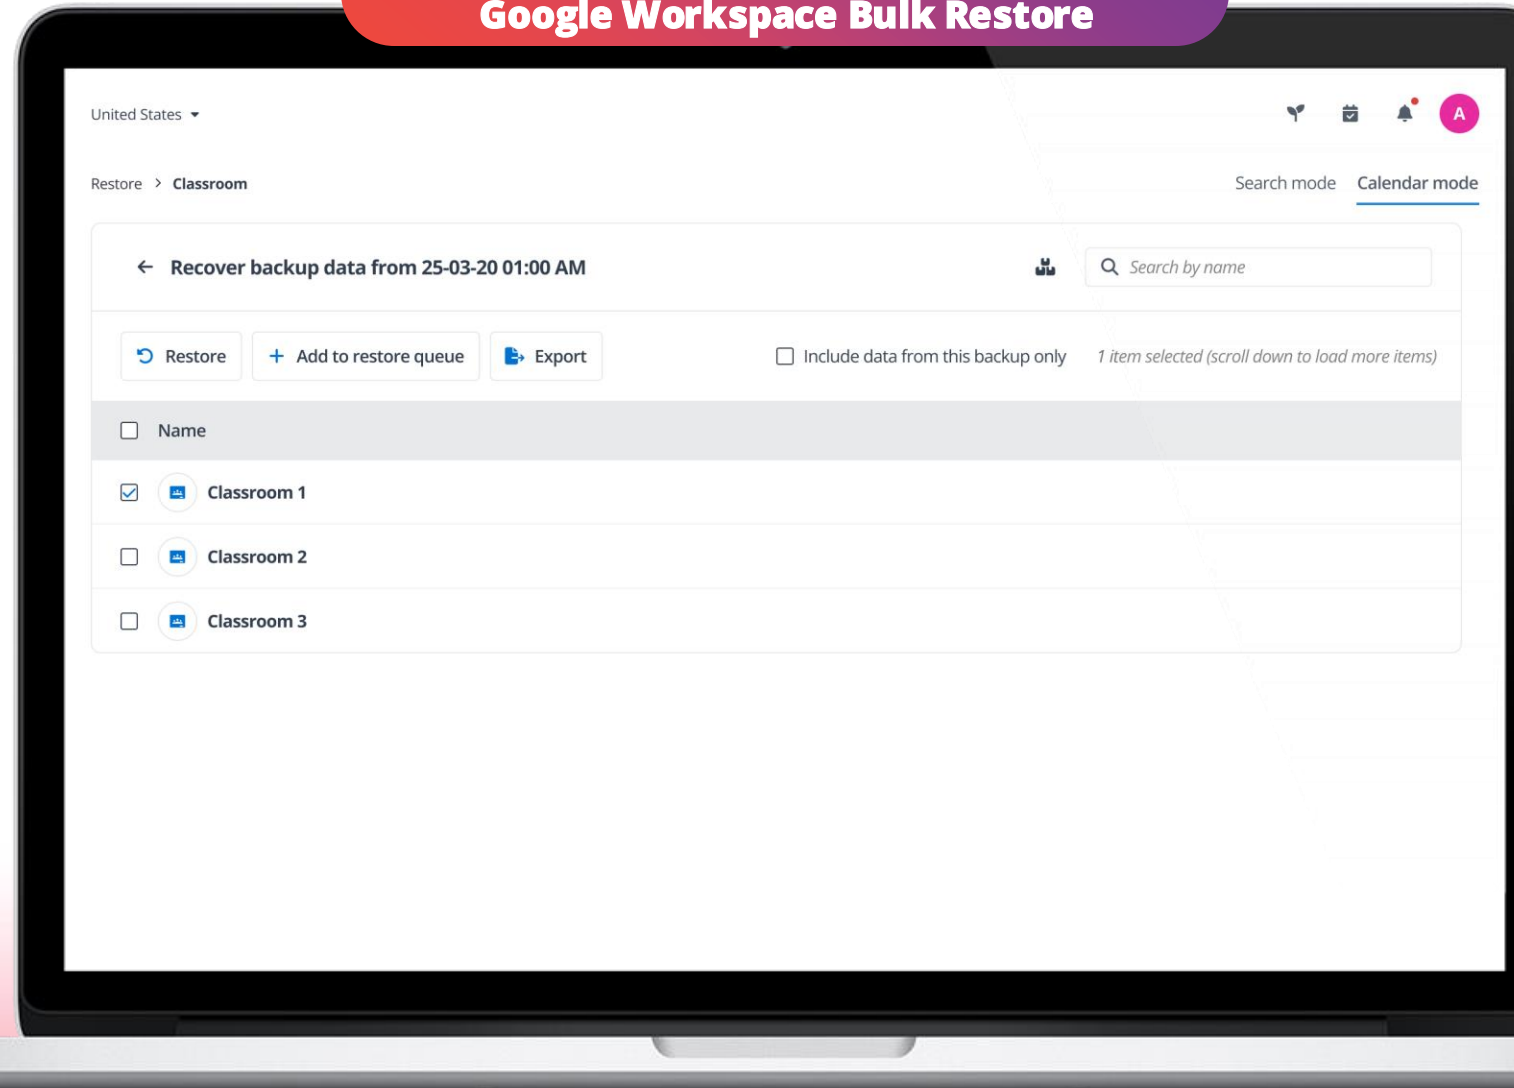 Google Workspace Bulk Restore
United States
A
Restore > Classroom
Search mode Calendar mode
Recover backup data from 25-03-20 01:00 AM
Search by name
Restore
Add to restore queue
Export
Include data from this backup only
1 item selected (scroll down to load more items)
Name
Classroom 1
Classroom 2
Classroom 3